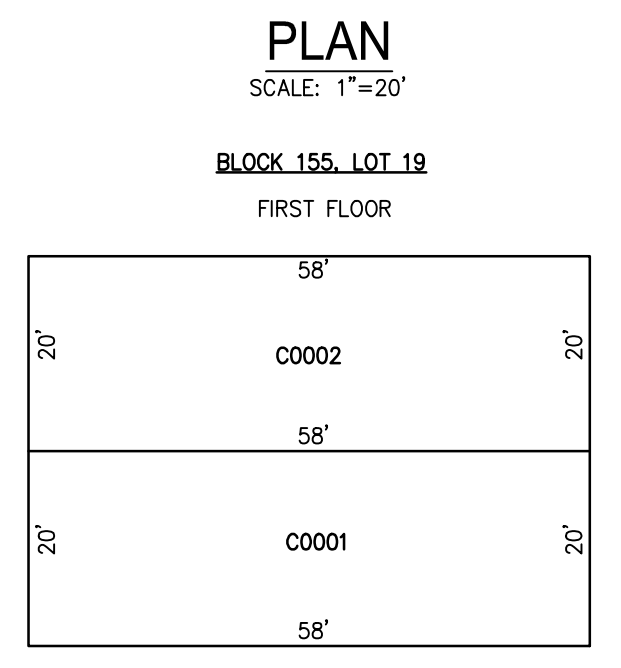 PLAN
SCALE: 1"=20'
BLOCK 155, LOT 19
FIRST FLOOR
58'
20'
C0002
20'
58'
20'
C0001
20'
58'